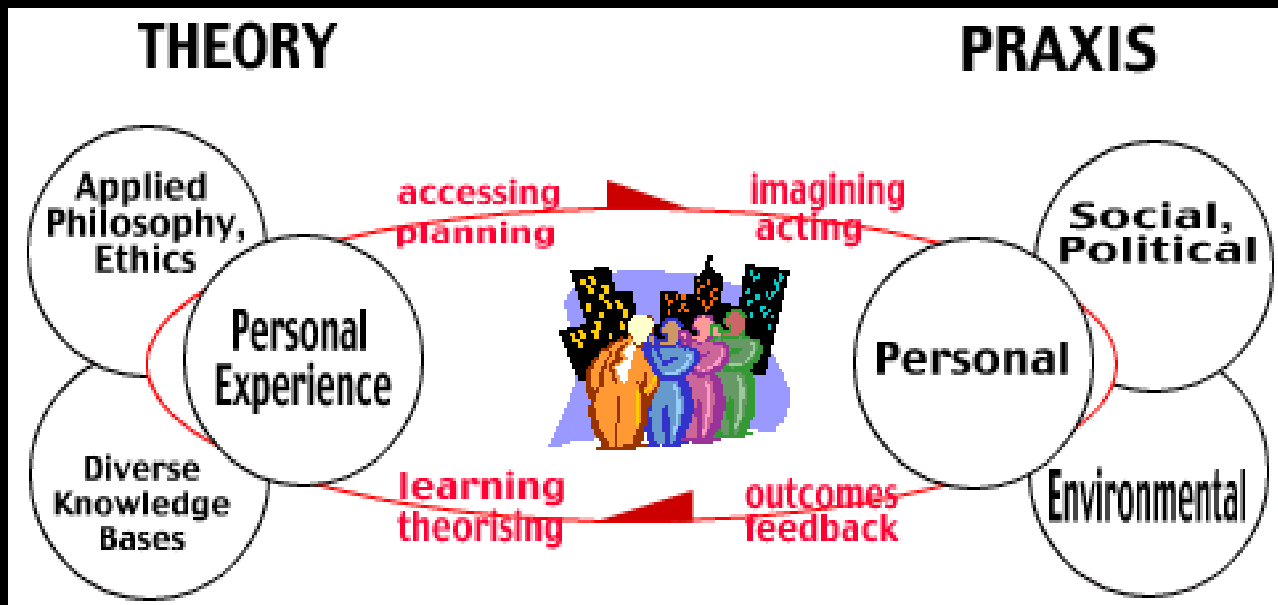 THEORY
PRAXIS
Applied
Philosophy,
Ethics
Personal
Experience
Diverse
Knowledge
Bases
accessing
planning
imagining
acting
learning
theorising
outcomes
feedback
Personal
Social,
Political
Environmental